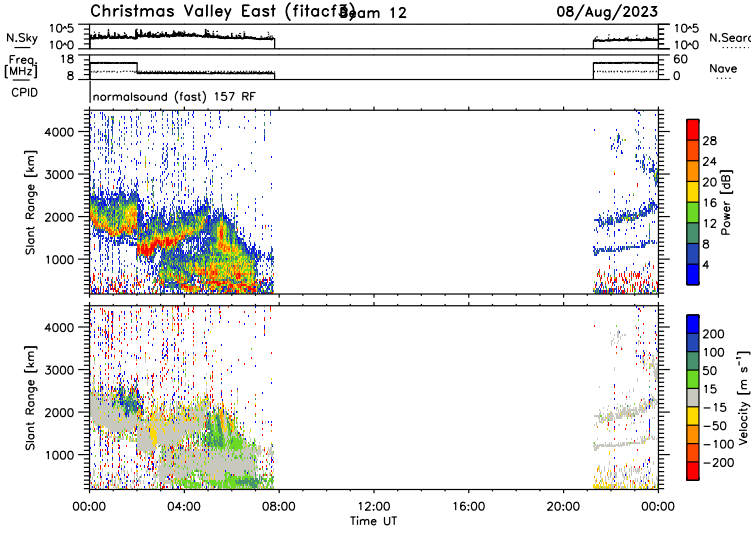 Christmas Valley East (fitacf3) Beam 12 08/Aug/2023
N.Sky 10^5 10^0 10^5 10^0 N.Searc
Freq. [MHz] 18 8 60 0 Nave
CPID normalsound (fast) 157 RF
Slant Range [km] 4000 3000 2000 1000
28 24 20 16 12 8 4 Power [dB]
Slant Range [km] 4000 3000 2000 1000
200 100 50 15 -15 -50 -100 -200 Velocity [m s^-1]
00:00 04:00 08:00 12:00 16:00 20:00 00:00
Time UT